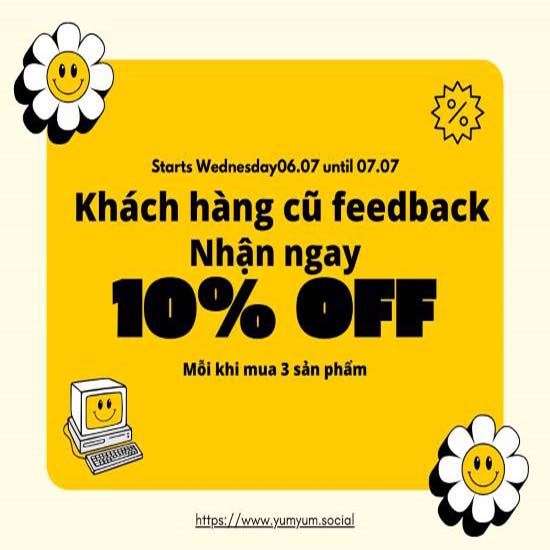 Starts Wednesday06.07 until 07.07
Khách hàng cũ feedback
Nhận ngay
10% OFF
Mỗi khi mua 3 sản phẩm
https://www.yumyum.social